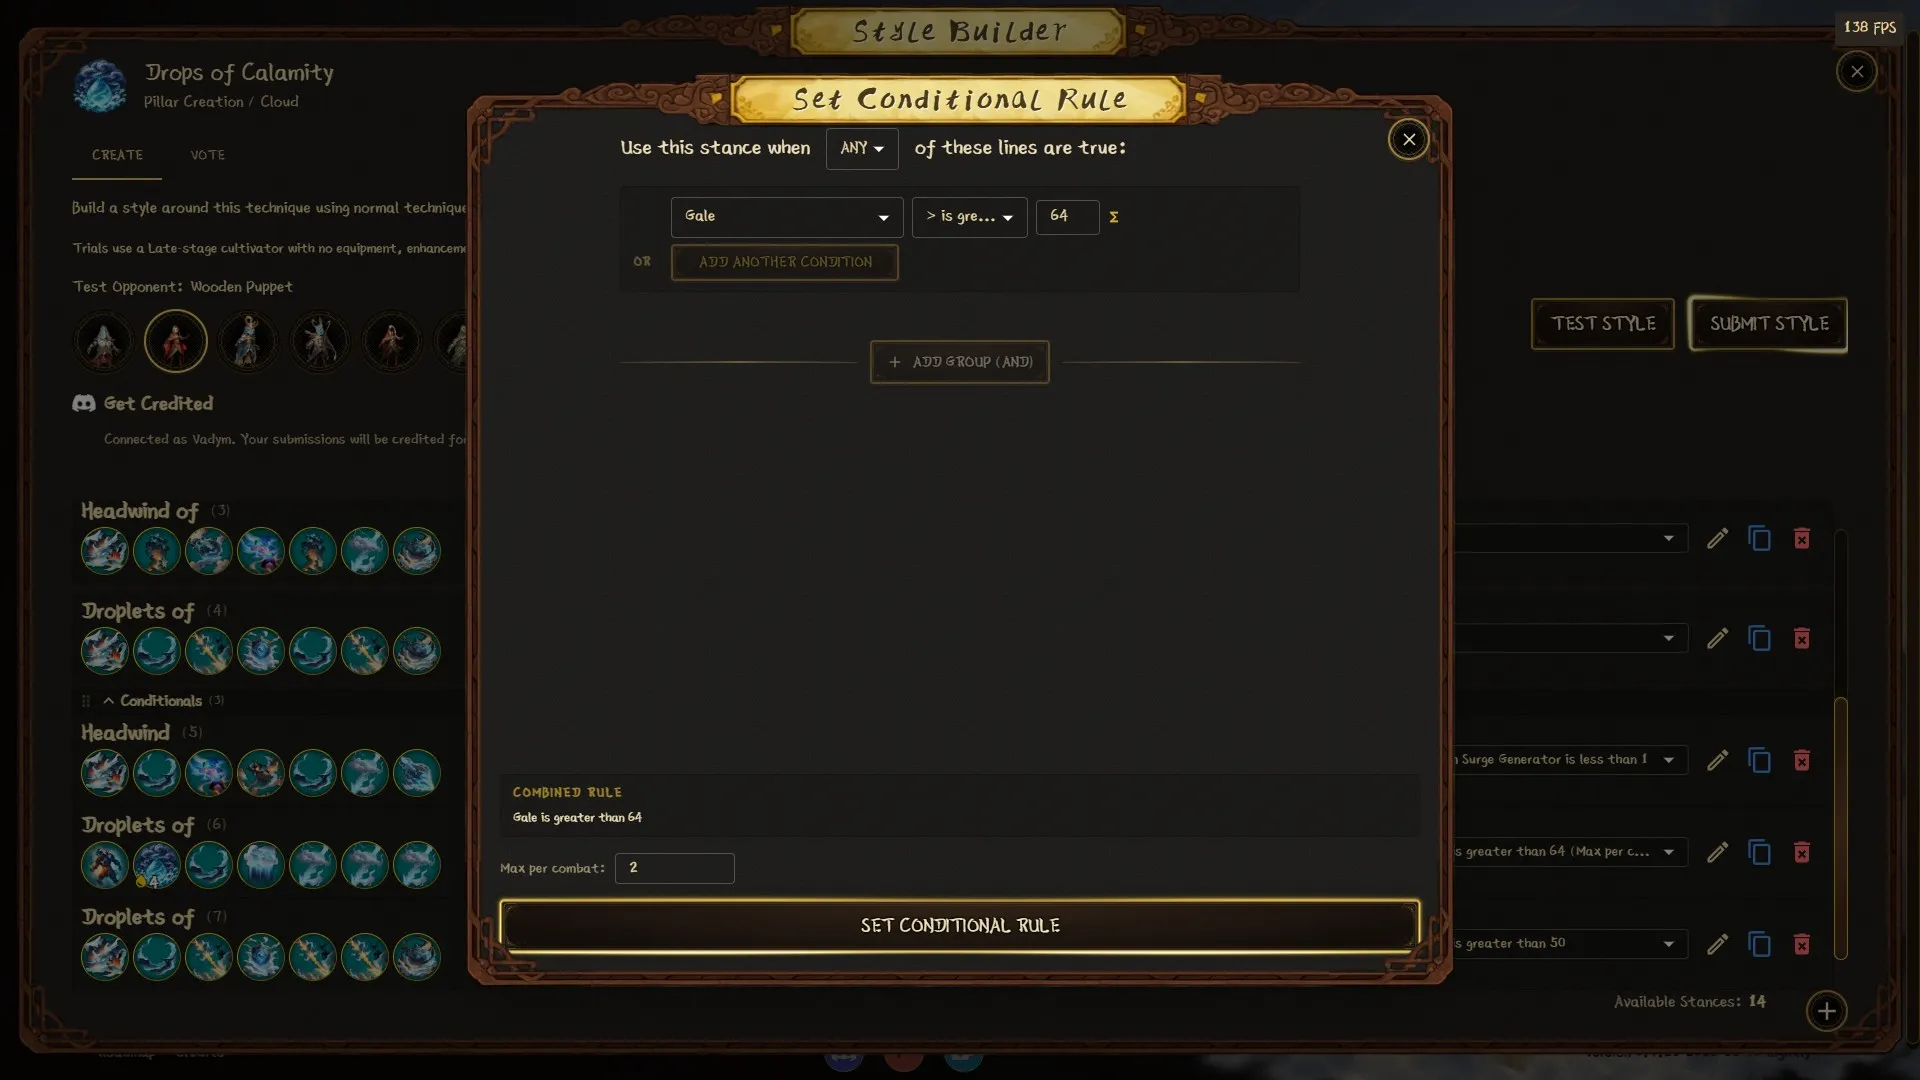 Style Builder
138 FPS
Drops of Calamity
Pillar Creation / Cloud
CREATE
VOTE
Build a style around this technique using normal technique
Trials use a Late-stage cultivator with no equipment, enhanceme
Test Opponent: Wooden Puppet
Get Credited
Connected as Vadym. Your submissions will be credited fo
Headwind of (3)
Droplets of (4)
Conditionals (3)
Headwind (5)
Droplets of (6)
4
Droplets of (7)
Set Conditional Rule
Use this stance when ANY of these lines are true:
Gale > is gre... 64 Σ
OR ADD ANOTHER CONDITION
+ ADD GROUP (AND)
COMBINED RULE
Gale is greater than 64
Max per combat: 2
SET CONDITIONAL RULE
TEST STYLE
SUBMIT STYLE
Surge Generator is less than 1
s greater than 64 (Max per c...
s greater than 50
Available Stances: 14